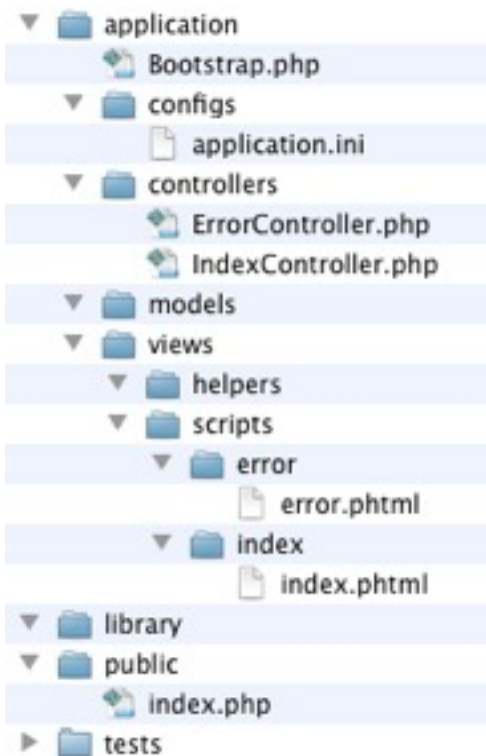 application
Bootstrap.php
configs
application.ini
controllers
ErrorController.php
IndexController.php
models
views
helpers
scripts
error
error.phtml
index
index.phtml
library
public
index.php
tests